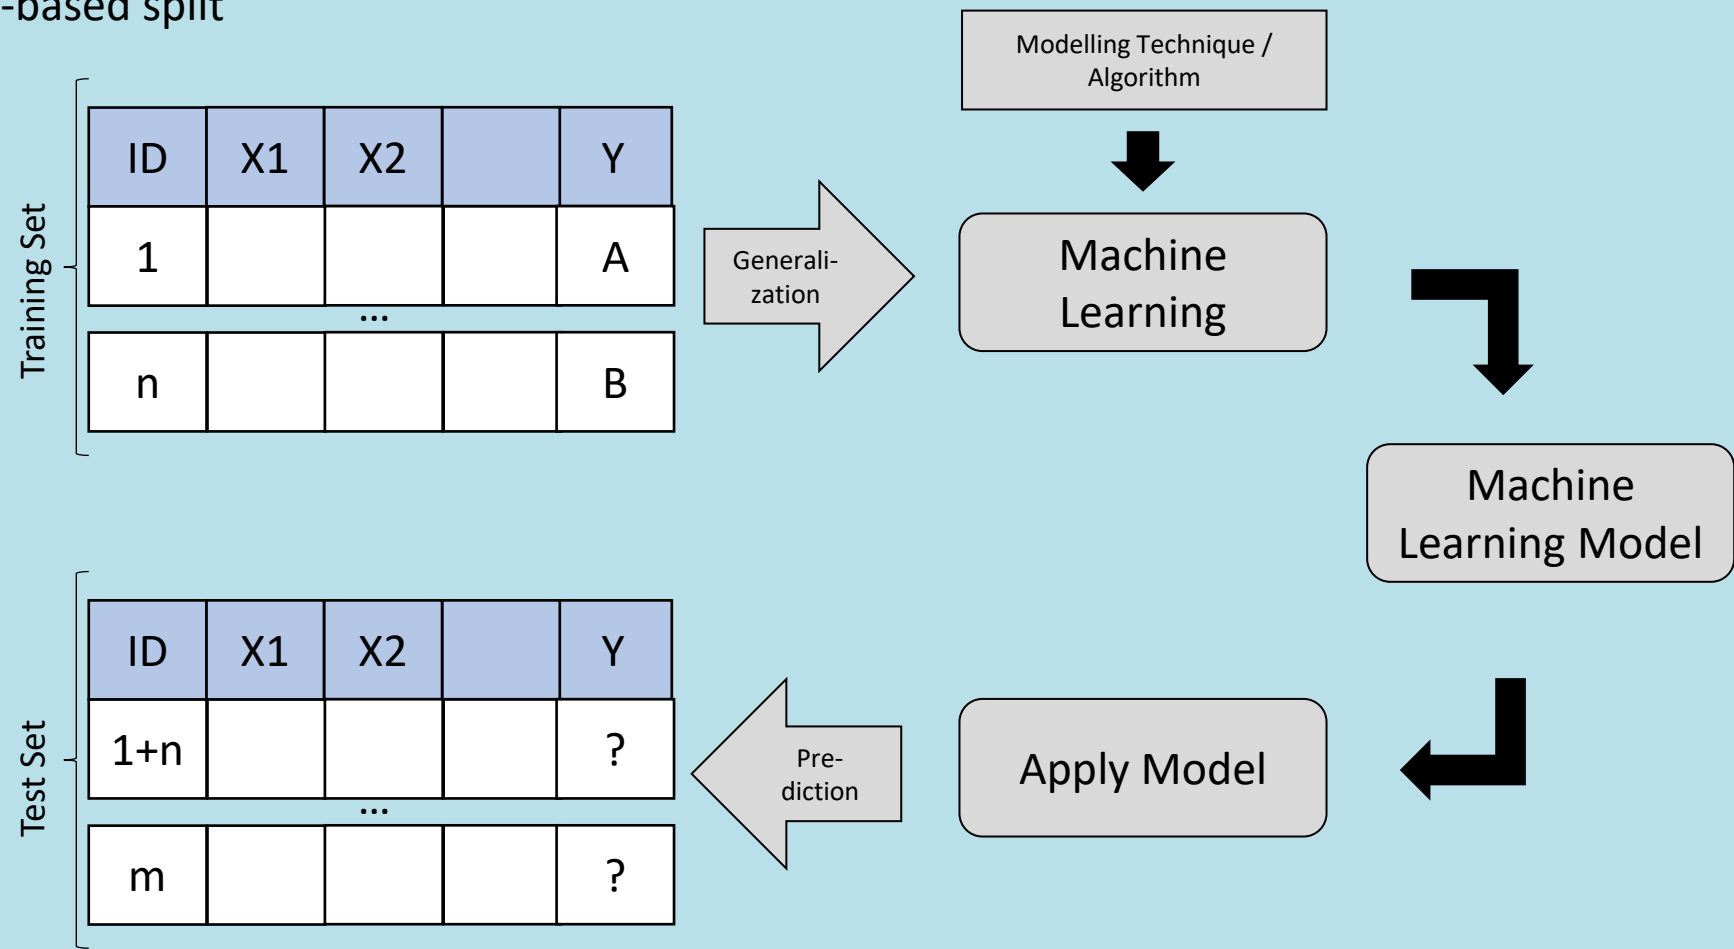 -based split
Modelling Technique /
Algorithm
Training Set
ID X1 X2 Y
1 A
...
n B
Generali-
zation
Machine
Learning
Machine
Learning Model
Test Set
ID X1 X2 Y
1+n ?
...
m ?
Pre-
diction
Apply Model